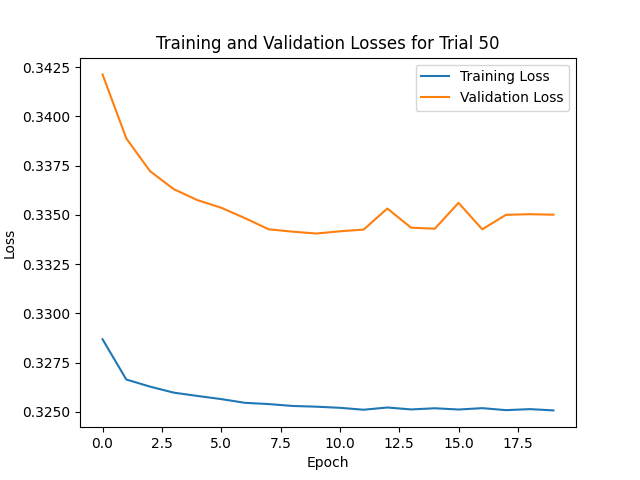 Training and Validation Losses for Trial 50
Training Loss
Validation Loss
0.3425
0.3400
0.3375
0.3350
0.3325
0.3300
0.3275
0.3250
Loss
0.0 2.5 5.0 7.5 10.0 12.5 15.0 17.5
Epoch